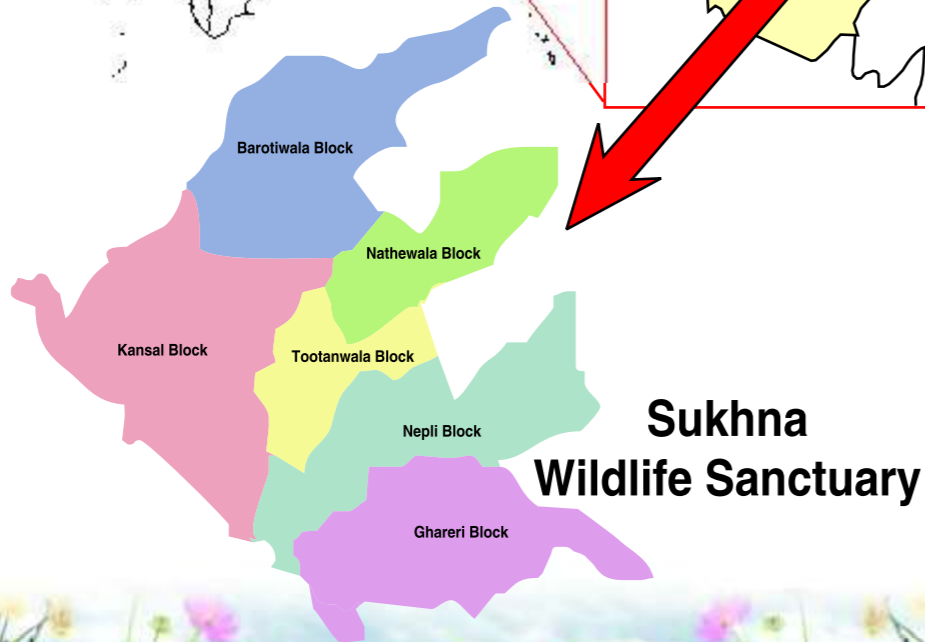 Barotiwala Block
Nathewala Block
Kansal Block
Tootanwala Block
Nepli Block
Sukhna
Wildlife Sanctuary
Ghareri Block